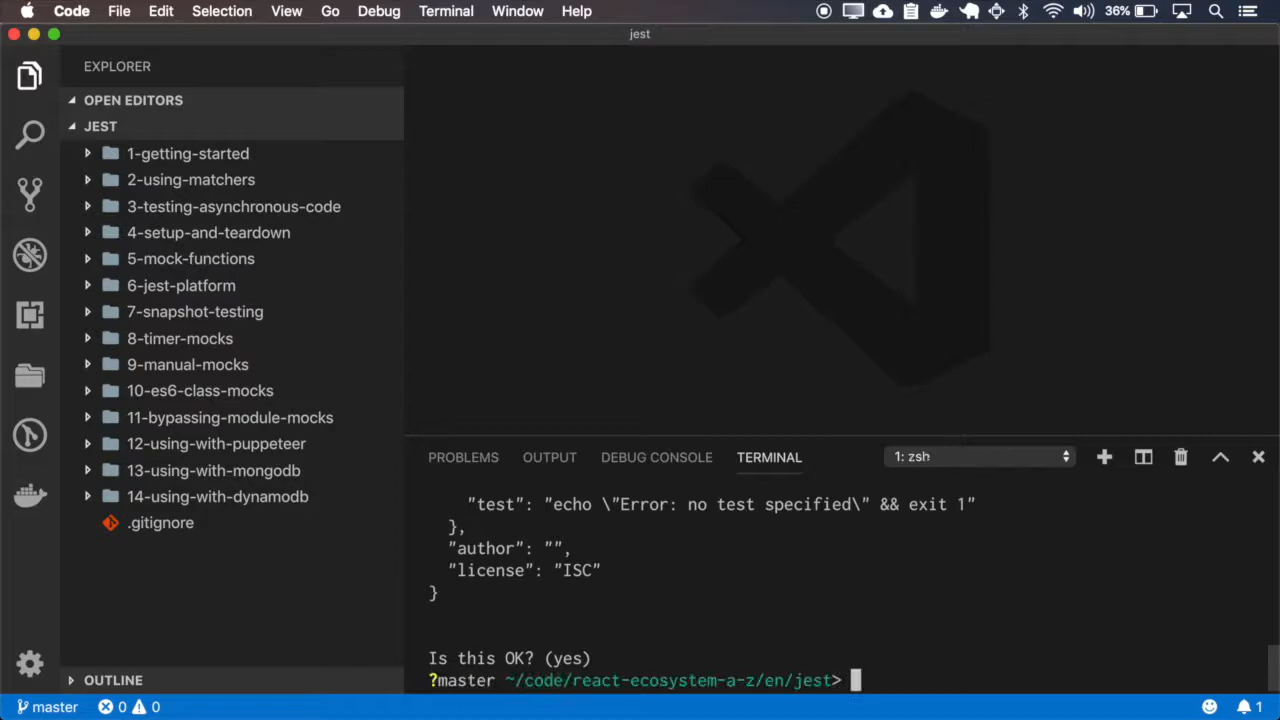 Code File Edit Selection View Go Debug Terminal Window Help 36%
jest
EXPLORER
OPEN EDITORS
JEST
1-getting-started
2-using-matchers
3-testing-asynchronous-code
4-setup-and-teardown
5-mock-functions
6-jest-platform
7-snapshot-testing
8-timer-mocks
9-manual-mocks
10-es6-class-mocks
11-bypassing-module-mocks
12-using-with-puppeteer
13-using-with-mongodb
14-using-with-dynamodb
.gitignore
OUTLINE
PROBLEMS OUTPUT DEBUG CONSOLE TERMINAL 1: zsh
"test": "echo \"Error: no test specified\" && exit 1"
},
"author": "",
"license": "ISC"
}
Is this OK? (yes)
?master ~/code/react-ecosystem-a-z/en/jest>
master 0 0 1